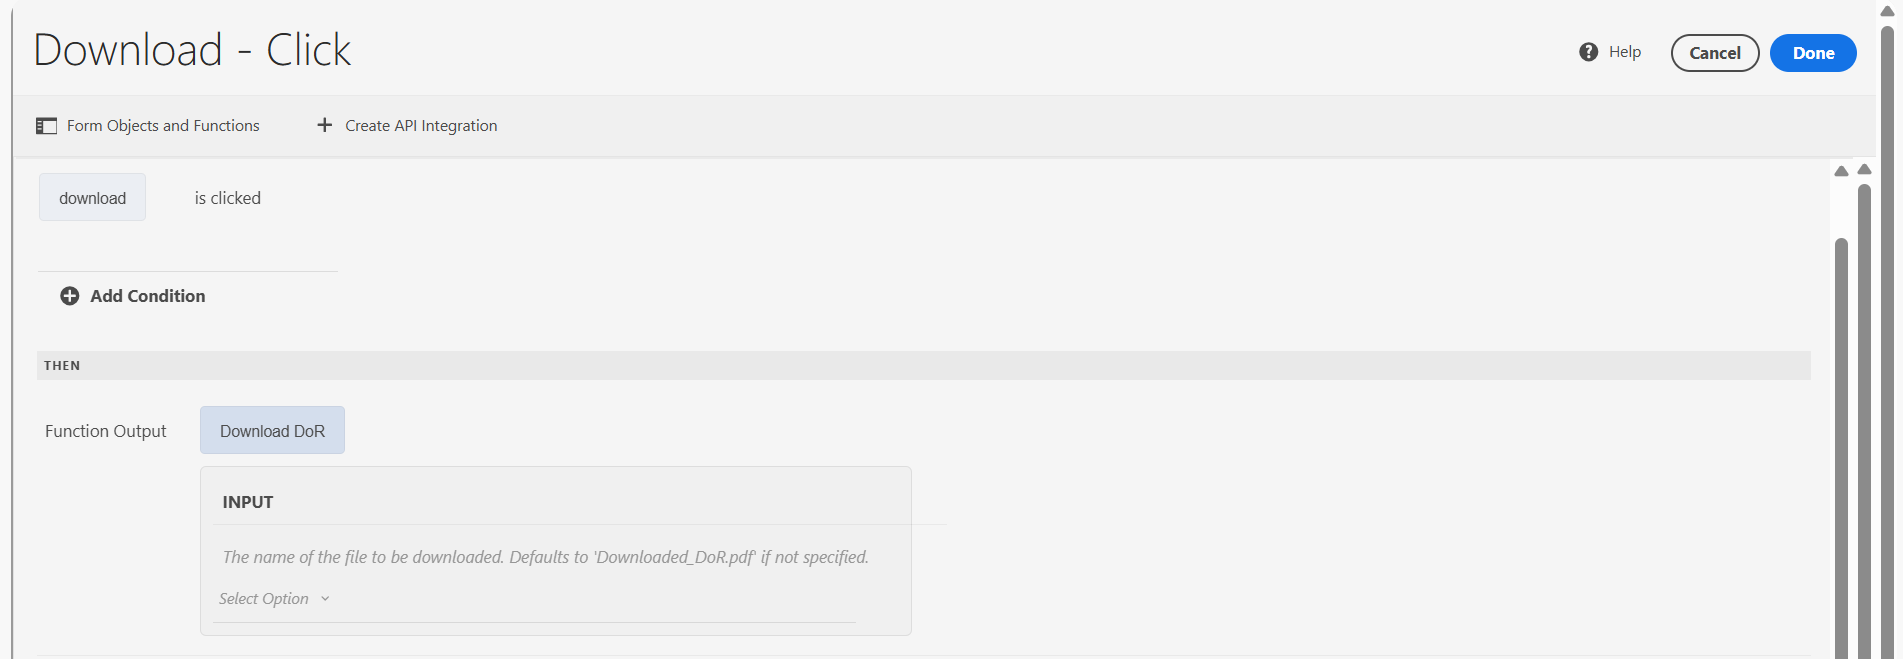 Download - Click
Help
Cancel
Done
Form Objects and Functions
Create API Integration
download
is clicked
Add Condition
THEN
Function Output
Download DoR
INPUT
The name of the file to be downloaded. Defaults to 'Downloaded_DoR.pdf' if not specified.
Select Option